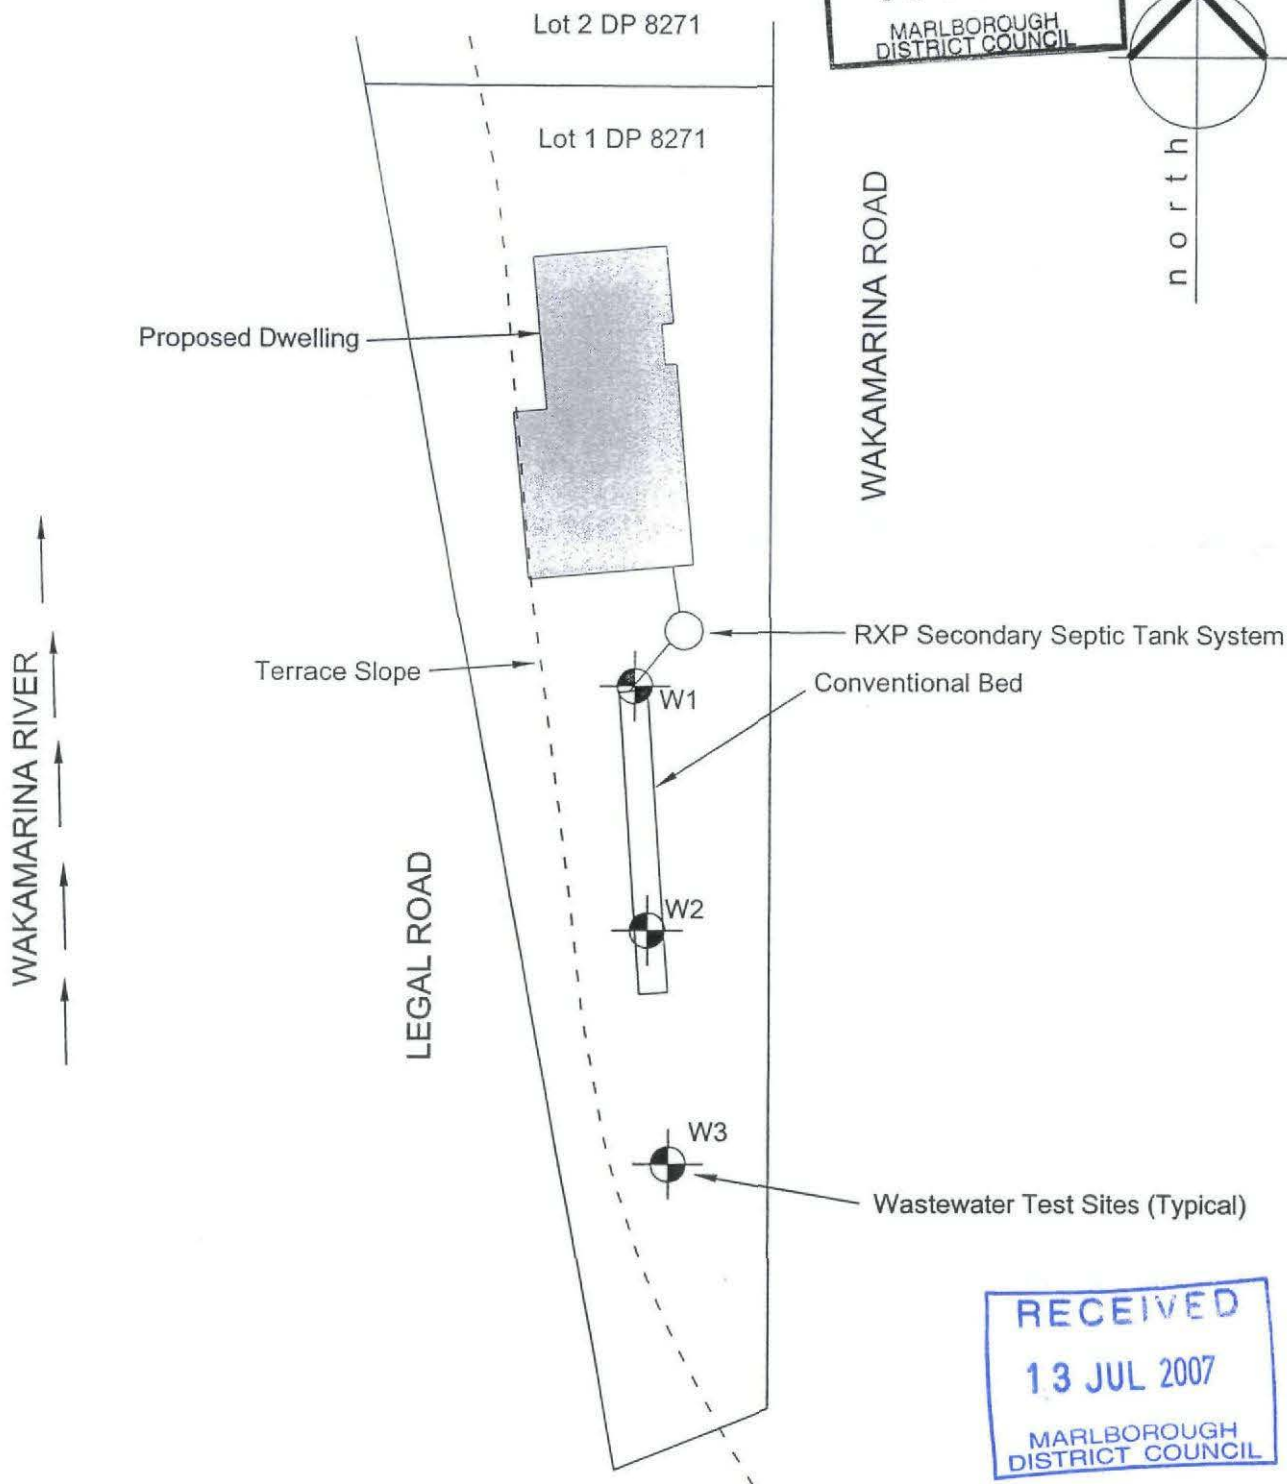 Lot 2 DP 8271
MARLBOROUGH
DISTRICT COUNCIL
Lot 1 DP 8271
north
WAKAMARINA ROAD
Proposed Dwelling
RXP Secondary Septic Tank System
Terrace Slope
Conventional Bed
W1
WAKAMARINA RIVER
LEGAL ROAD
W2
W3
Wastewater Test Sites (Typical)
RECEIVED
13 JUL 2007
MARLBOROUGH
DISTRICT COUNCIL